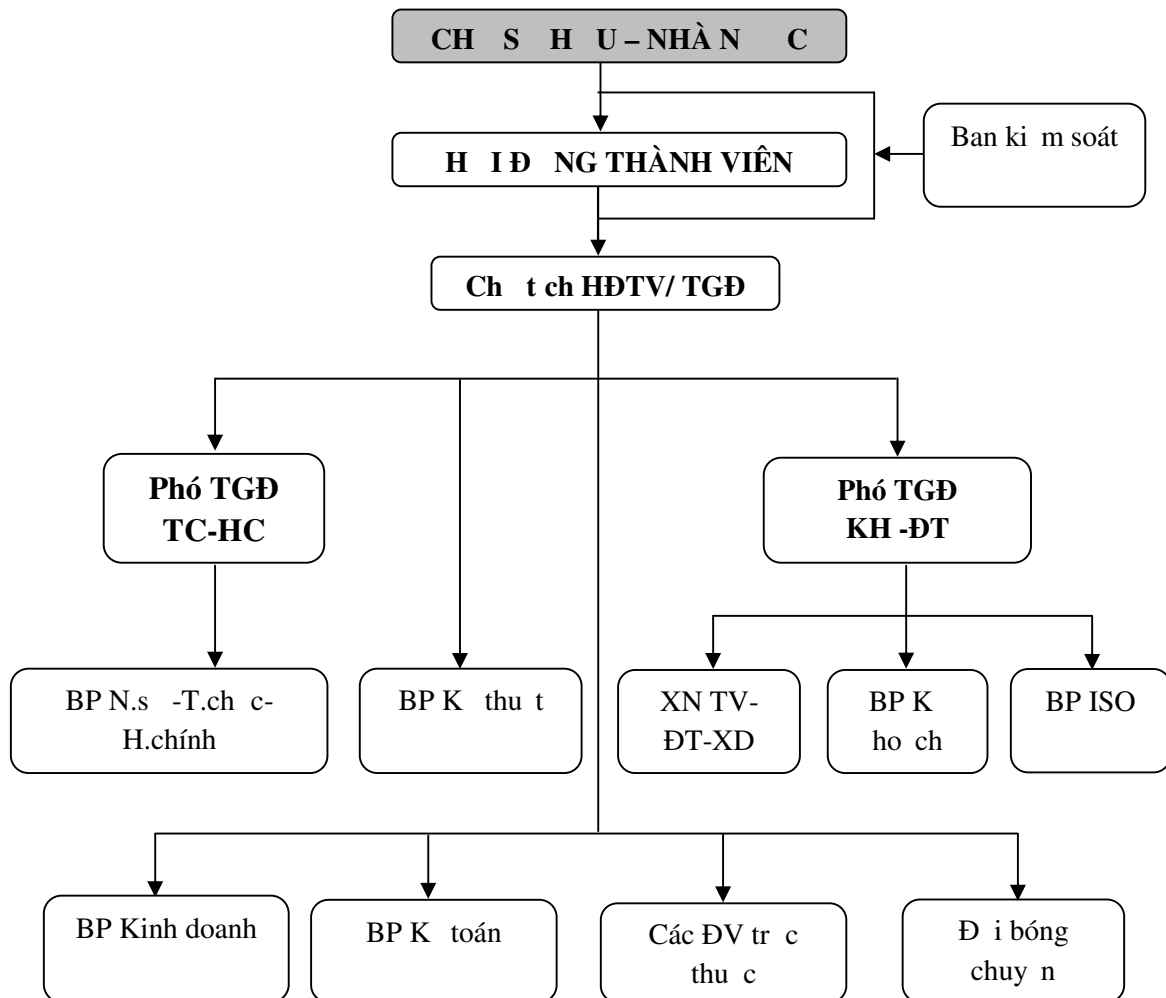 CH S H U – NHÀ N C
Ban ki m soát
H I Đ NG THÀNH VIÊN
Ch t ch HĐTV/ TGĐ
Phó TGĐ
TC-HC
Phó TGĐ
KH -ĐT
BP N.s -T.ch c-
H.chính
BP K thu t
XN TV-
ĐT-XD
BP K
ho ch
BP ISO
BP Kinh doanh
BP K toán
Các ĐV tr c
thu c
Đ i bóng
chuy n